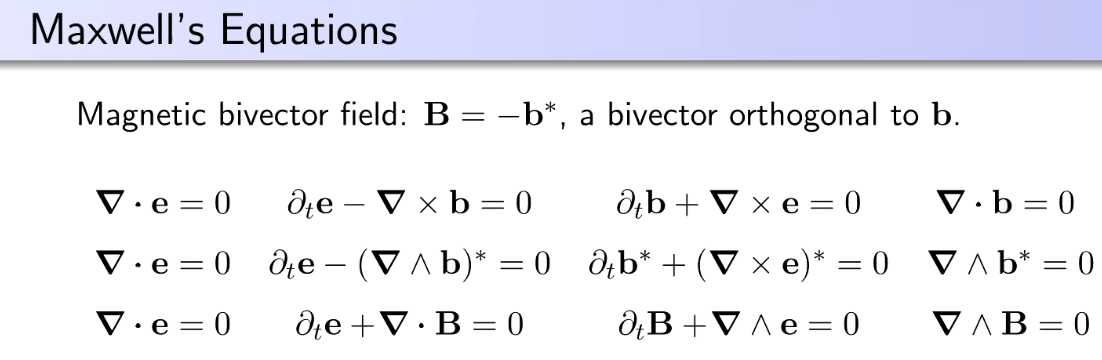 Maxwell's Equations
Magnetic bivector field: B = −b*, a bivector orthogonal to b.
∇ · e = 0 ∂ₜe − ∇ × b = 0 ∂ₜb + ∇ × e = 0 ∇ · b = 0
∇ · e = 0 ∂ₜe − (∇ ∧ b)* = 0 ∂ₜb* + (∇ × e)* = 0 ∇ ∧ b* = 0
∇ · e = 0 ∂ₜe + ∇ · B = 0 ∂ₜB + ∇ ∧ e = 0 ∇ ∧ B = 0